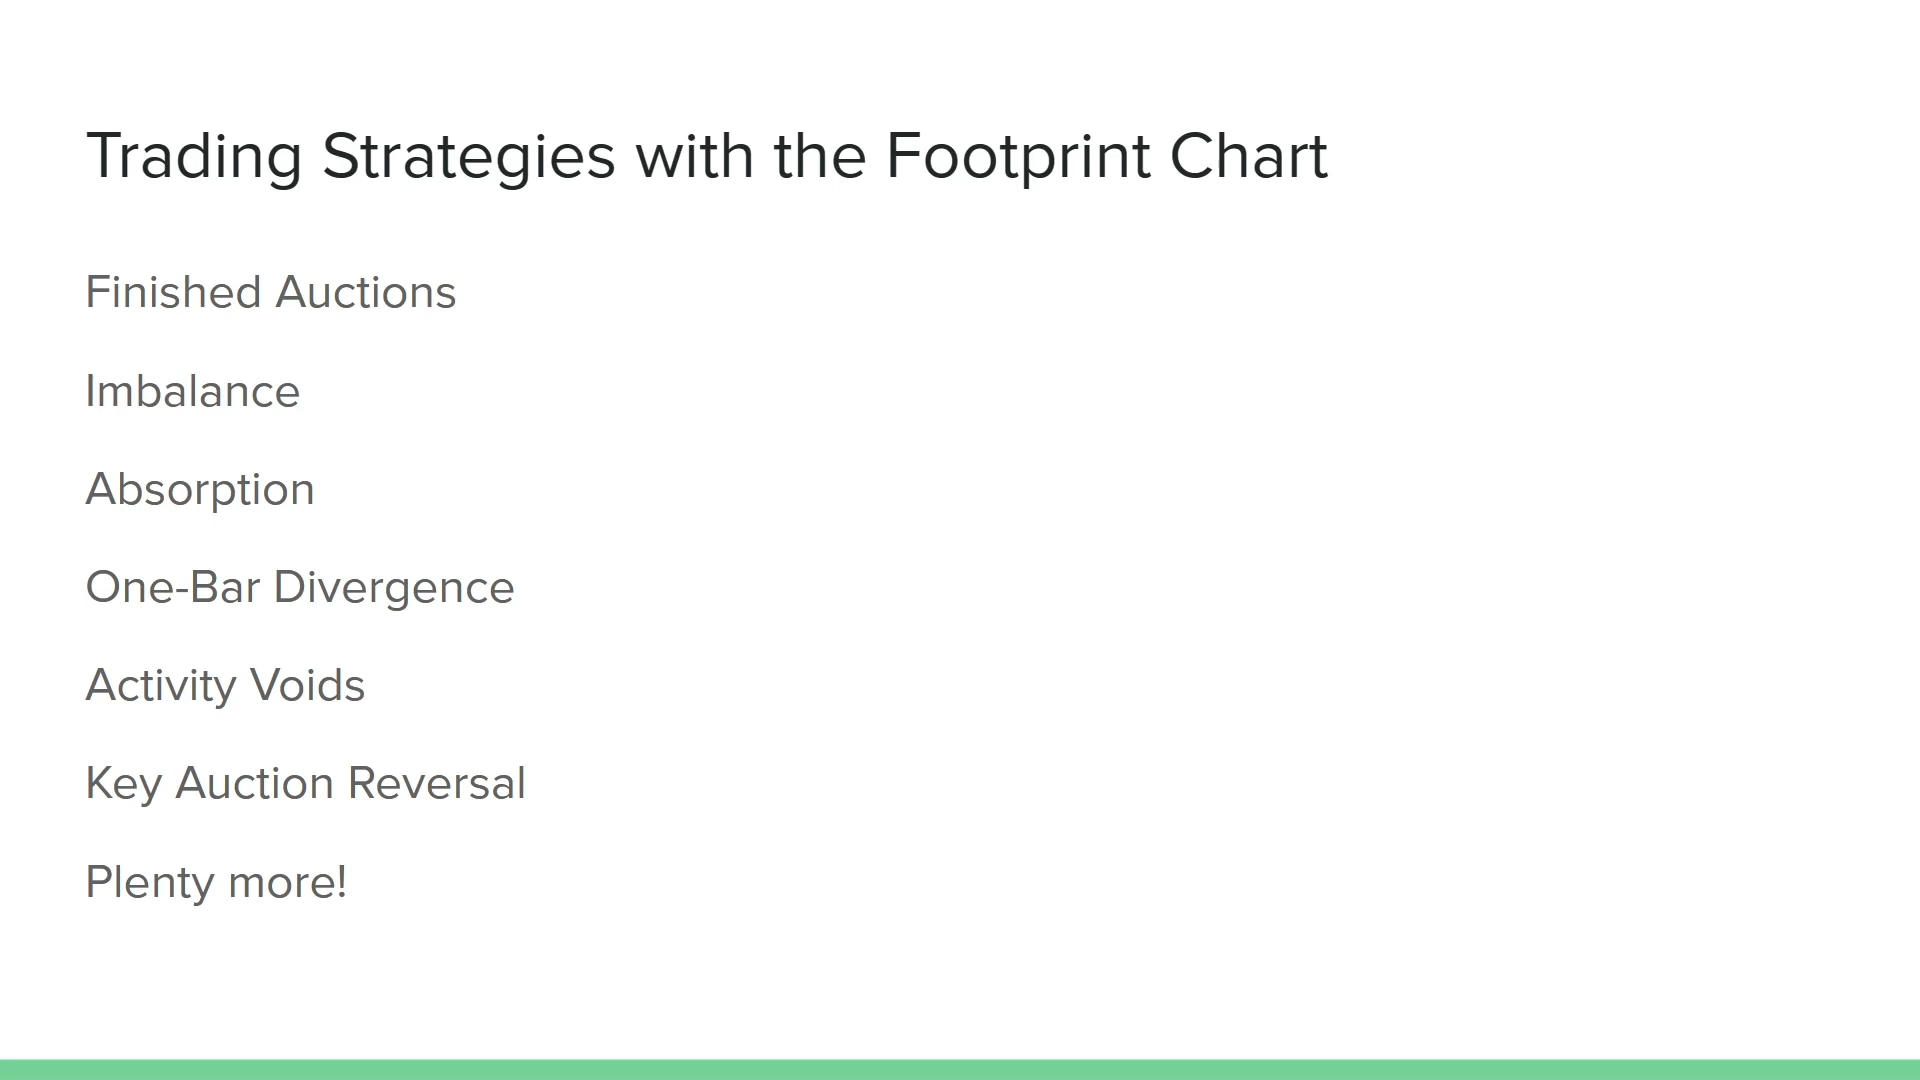 Trading Strategies with the Footprint Chart
Finished Auctions
Imbalance
Absorption
One-Bar Divergence
Activity Voids
Key Auction Reversal
Plenty more!